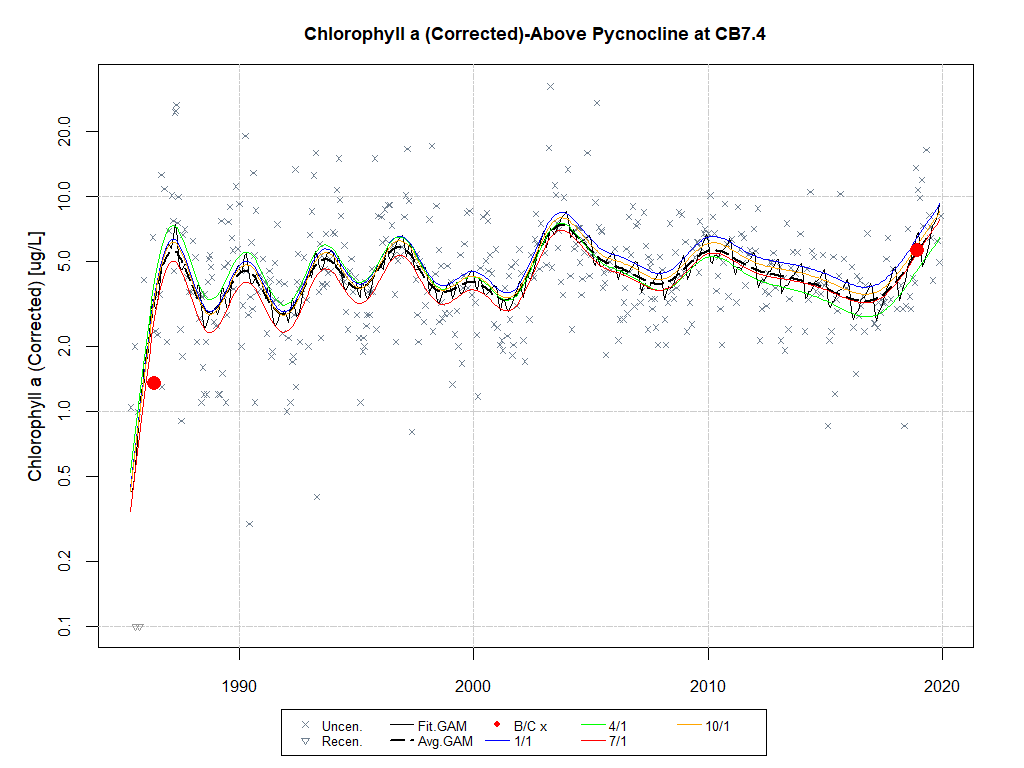 Chlorophyll a (Corrected)-Above Pycnocline at CB7.4
Chlorophyll a (Corrected) [ug/L]
20.0
10.0
5.0
2.0
1.0
0.5
0.2
0.1
1990 2000 2010 2020
Uncen. Fit.GAM B/C x 4/1 10/1
Recen. Avg.GAM 1/1 7/1